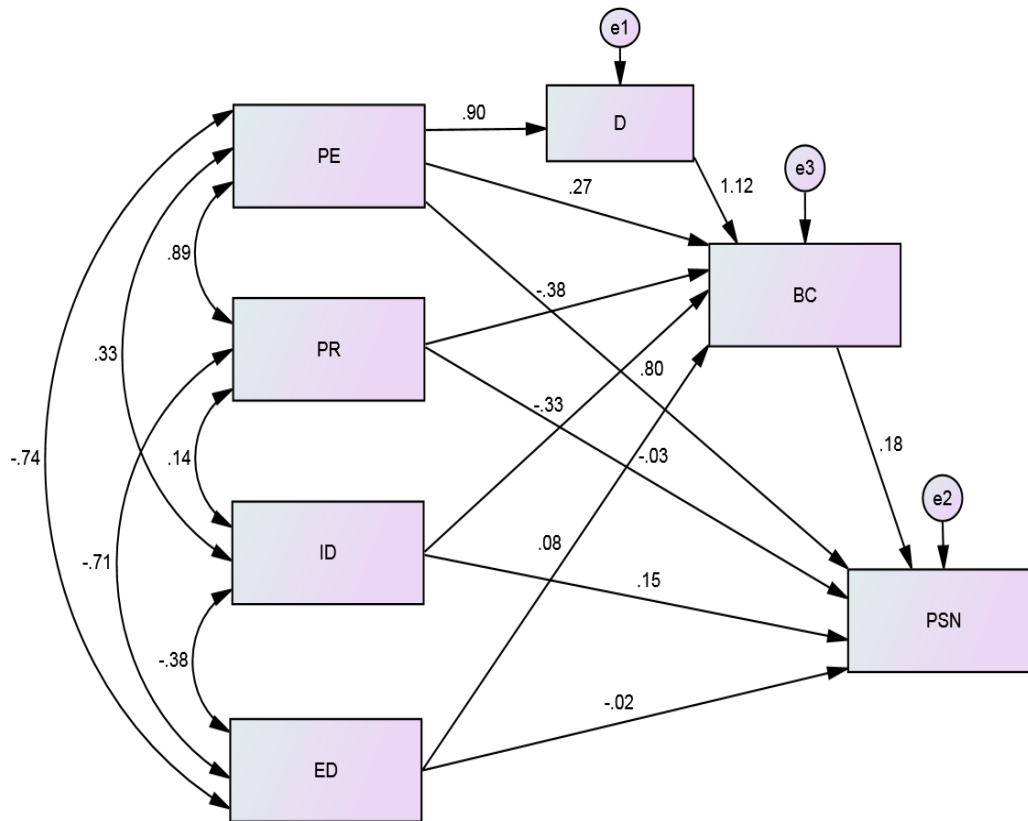 e1
D
.90
PE
e3
.27
1.12
.89
-.38
BC
PR
.33
.80
-.33
-.74
.14
-.03
.18
e2
-.71
.08
ID
.15
PSN
-.38
-.02
ED